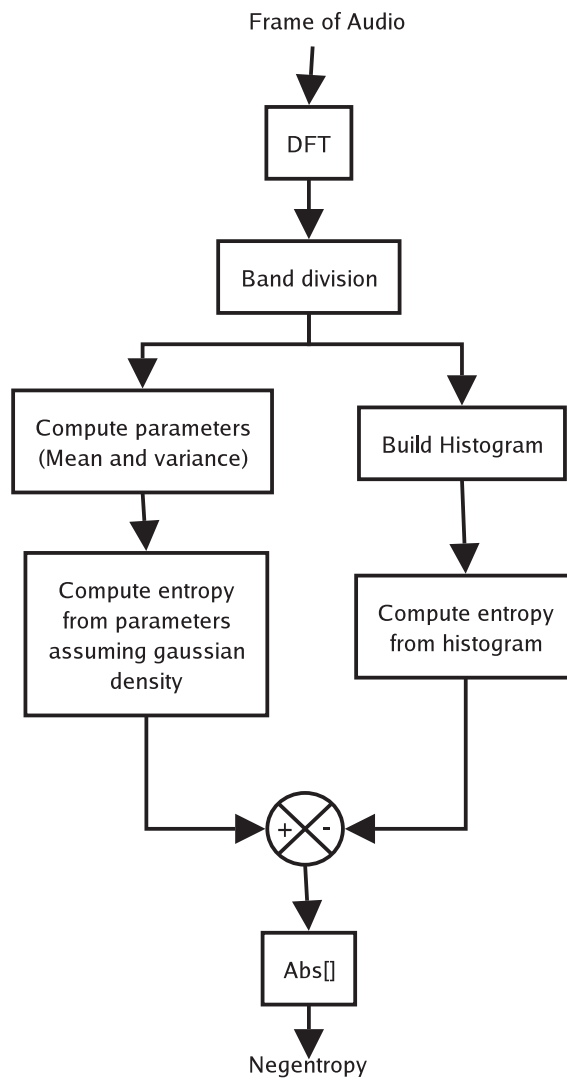 Frame of Audio
DFT
Band division
Compute parameters
(Mean and variance)
Build Histogram
Compute entropy
from parameters
assuming gaussian
density
Compute entropy
from histogram
+
-
Abs[]
Negentropy